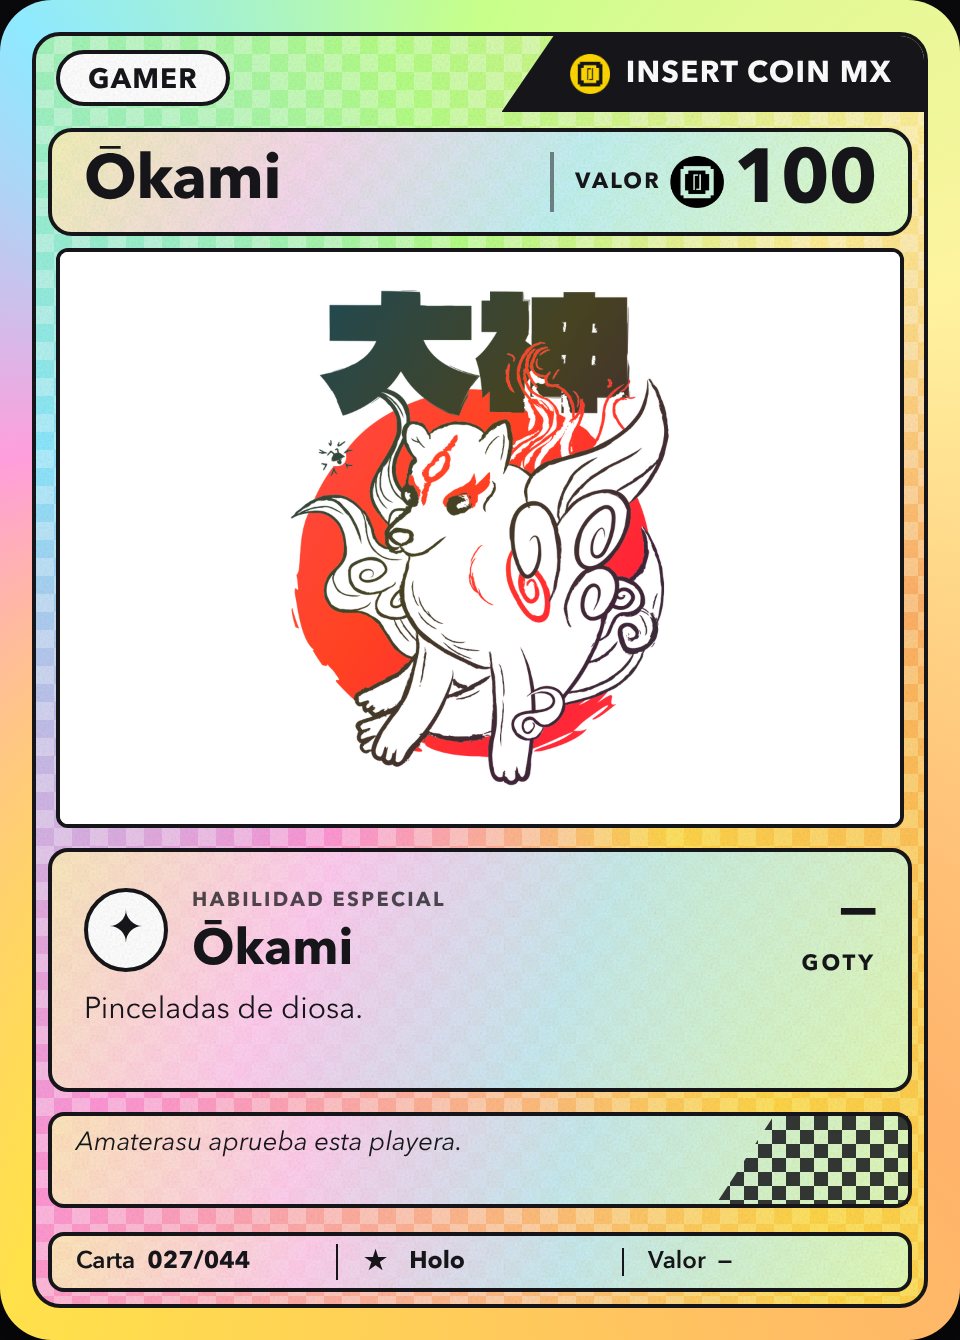 GAMER
INSERT COIN MX
Ōkami
VALOR 100
大神
HABILIDAD ESPECIAL
Ōkami
–
GOTY
Pinceladas de diosa.
Amaterasu aprueba esta playera.
Carta 027/044 ★ Holo Valor –